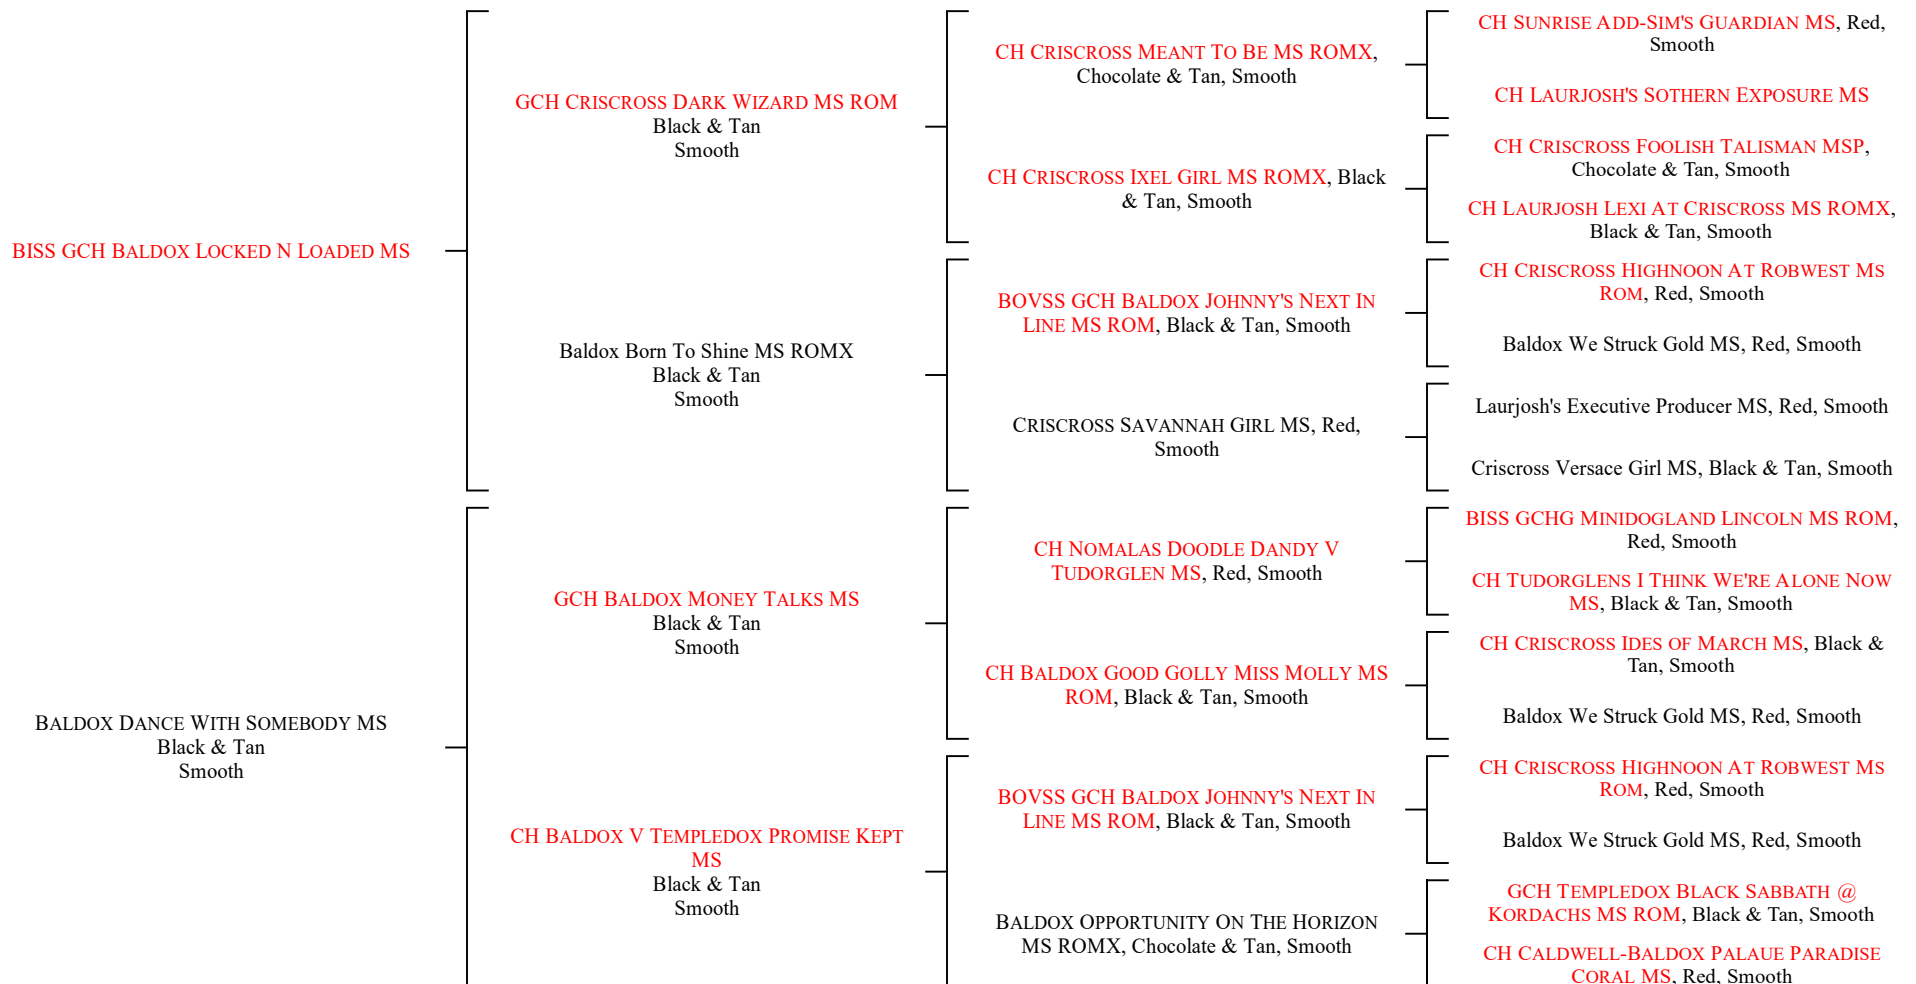 BISS GCH BALDOX LOCKED N LOADED MS
BALDOX DANCE WITH SOMEBODY MS
Black & Tan
Smooth
GCH CRISCROSS DARK WIZARD MS ROM
Black & Tan
Smooth
Baldox Born To Shine MS ROMX
Black & Tan
Smooth
GCH BALDOX MONEY TALKS MS
Black & Tan
Smooth
CH BALDOX V TEMPLEDOX PROMISE KEPT
MS
Black & Tan
Smooth
CH CRISCROSS MEANT TO BE MS ROMX,
Chocolate & Tan, Smooth
CH CRISCROSS IXEL GIRL MS ROMX, Black
& Tan, Smooth
BOVSS GCH BALDOX JOHNNY'S NEXT IN
LINE MS ROM, Black & Tan, Smooth
CRISCROSS SAVANNAH GIRL MS, Red,
Smooth
CH NOMALAS DOODLE DANDY V
TUDORGLEN MS, Red, Smooth
CH BALDOX GOOD GOLLY MISS MOLLY MS
ROM, Black & Tan, Smooth
BOVSS GCH BALDOX JOHNNY'S NEXT IN
LINE MS ROM, Black & Tan, Smooth
BALDOX OPPORTUNITY ON THE HORIZON
MS ROMX, Chocolate & Tan, Smooth
CH SUNRISE ADD-SIM'S GUARDIAN MS, Red,
Smooth
CH LAURJOSH'S SOTHERN EXPOSURE MS
CH CRISCROSS FOOLISH TALISMAN MSP,
Chocolate & Tan, Smooth
CH LAURJOSH LEXI AT CRISCROSS MS ROMX,
Black & Tan, Smooth
CH CRISCROSS HIGHNOON AT ROBWEST MS
ROM, Red, Smooth
Baldox We Struck Gold MS, Red, Smooth
Laurjosh's Executive Producer MS, Red, Smooth
Criscross Versace Girl MS, Black & Tan, Smooth
BISS GCHG MINIDOGLAND LINCOLN MS ROM,
Red, Smooth
CH TUDORGLENS I THINK WE'RE ALONE NOW
MS, Black & Tan, Smooth
CH CRISCROSS IDES OF MARCH MS, Black &
Tan, Smooth
Baldox We Struck Gold MS, Red, Smooth
CH CRISCROSS HIGHNOON AT ROBWEST MS
ROM, Red, Smooth
Baldox We Struck Gold MS, Red, Smooth
GCH TEMPLEDOX BLACK SABBATH @
KORDACHS MS ROM, Black & Tan, Smooth
CH CALDWELL-BALDOX PALAUE PARADISE
CORAL MS, Red, Smooth